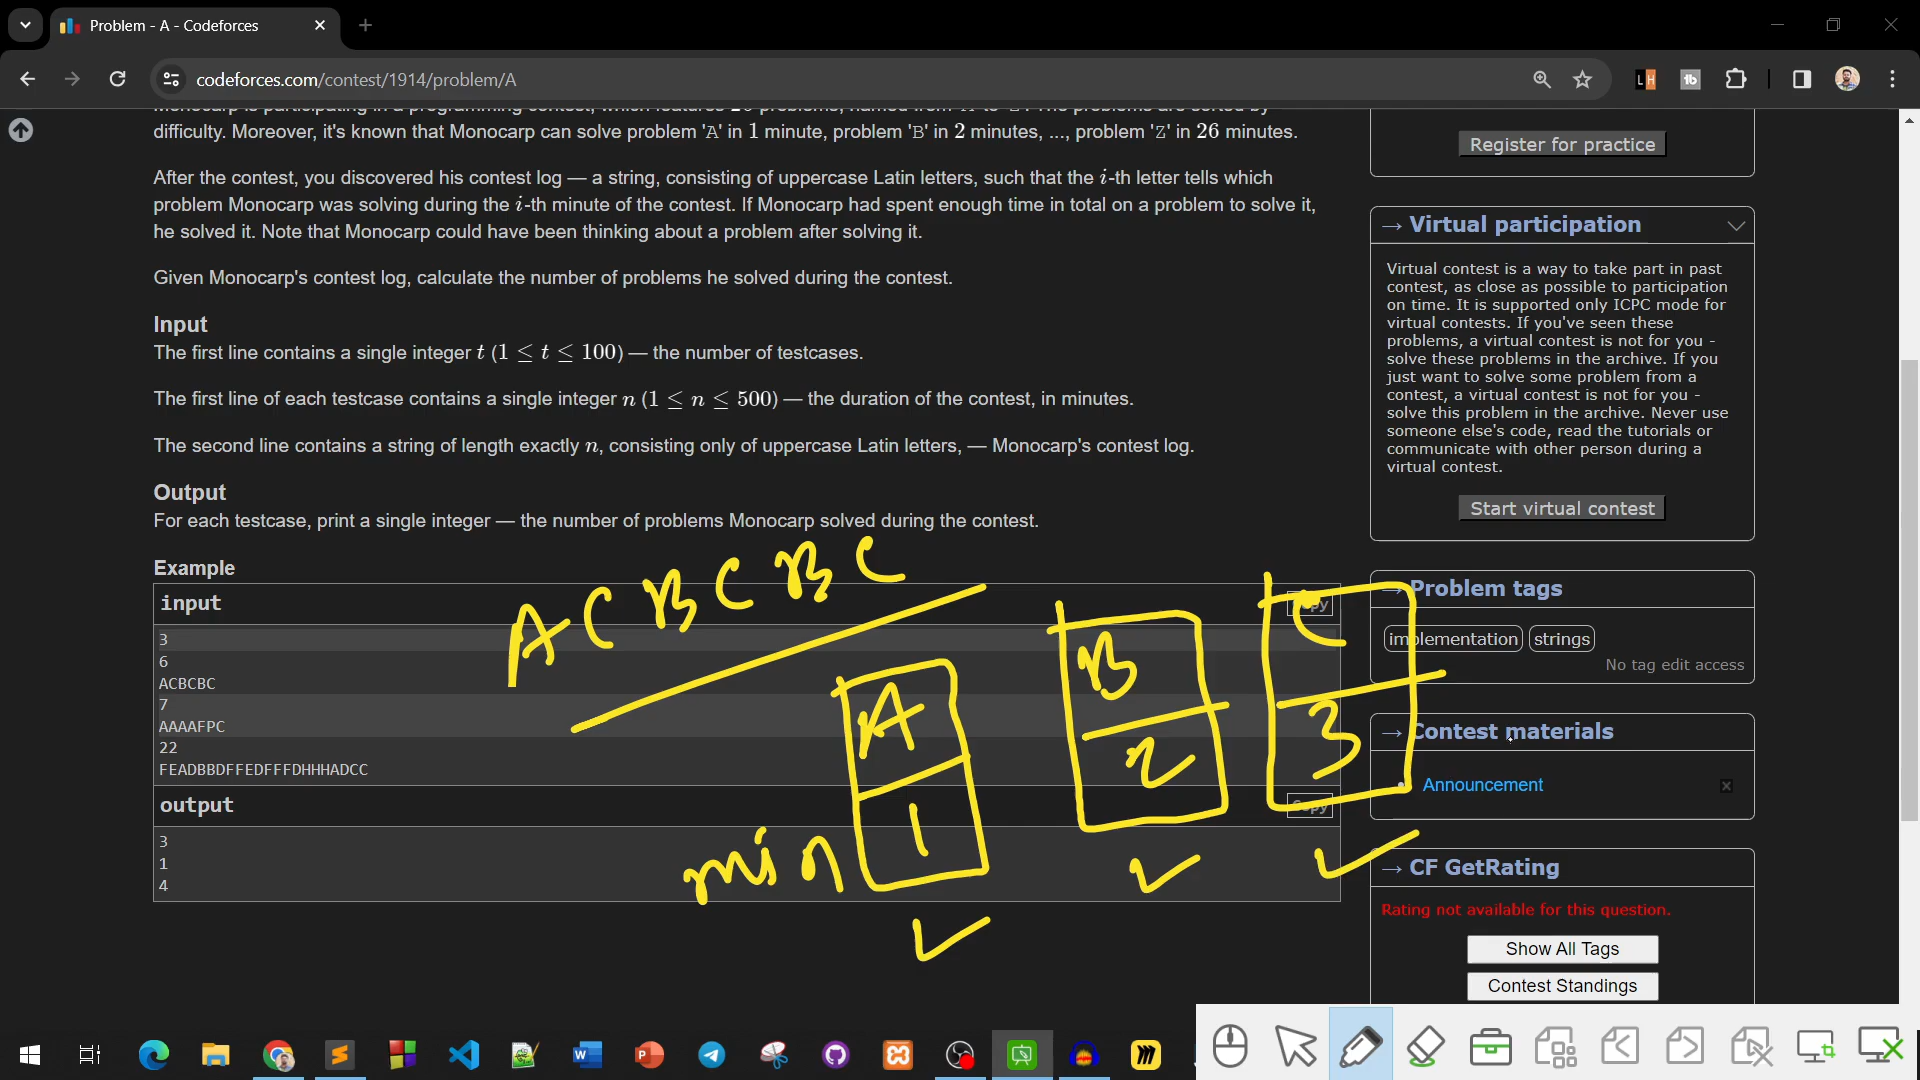 Problem - A - Codeforces
codeforces.com/contest/1914/problem/A
difficulty. Moreover, it's known that Monocarp can solve problem 'A' in 1 minute, problem 'B' in 2 minutes, ..., problem 'Z' in 26 minutes.
After the contest, you discovered his contest log — a string, consisting of uppercase Latin letters, such that the i-th letter tells which
problem Monocarp was solving during the i-th minute of the contest. If Monocarp had spent enough time in total on a problem to solve it,
he solved it. Note that Monocarp could have been thinking about a problem after solving it.
Given Monocarp's contest log, calculate the number of problems he solved during the contest.
Input
The first line contains a single integer t (1 ≤ t ≤ 100) — the number of testcases.
The first line of each testcase contains a single integer n (1 ≤ n ≤ 500) — the duration of the contest, in minutes.
The second line contains a string of length exactly n, consisting only of uppercase Latin letters, — Monocarp's contest log.
Output
For each testcase, print a single integer — the number of problems Monocarp solved during the contest.
Example
input
3
6
ACBCBC
7
AAAAFPC
22
FEADBBDFFEDFFFDHHHADCC
output
3
1
4
A C B C B C
A
1
min
B
2
C
3
Copy
Copy
Register for practice
→ Virtual participation
Virtual contest is a way to take part in past
contest, as close as possible to participation
on time. It is supported only ICPC mode for
virtual contests. If you've seen these
problems, a virtual contest is not for you -
solve these problems in the archive. If you
just want to solve some problem from a
contest, a virtual contest is not for you -
solve this problem in the archive. Never use
someone else's code, read the tutorials or
communicate with other person during a
virtual contest.
Start virtual contest
→ Problem tags
implementation strings
No tag edit access
→ Contest materials
Announcement
→ CF GetRating
Rating not available for this question.
Show All Tags
Contest Standings